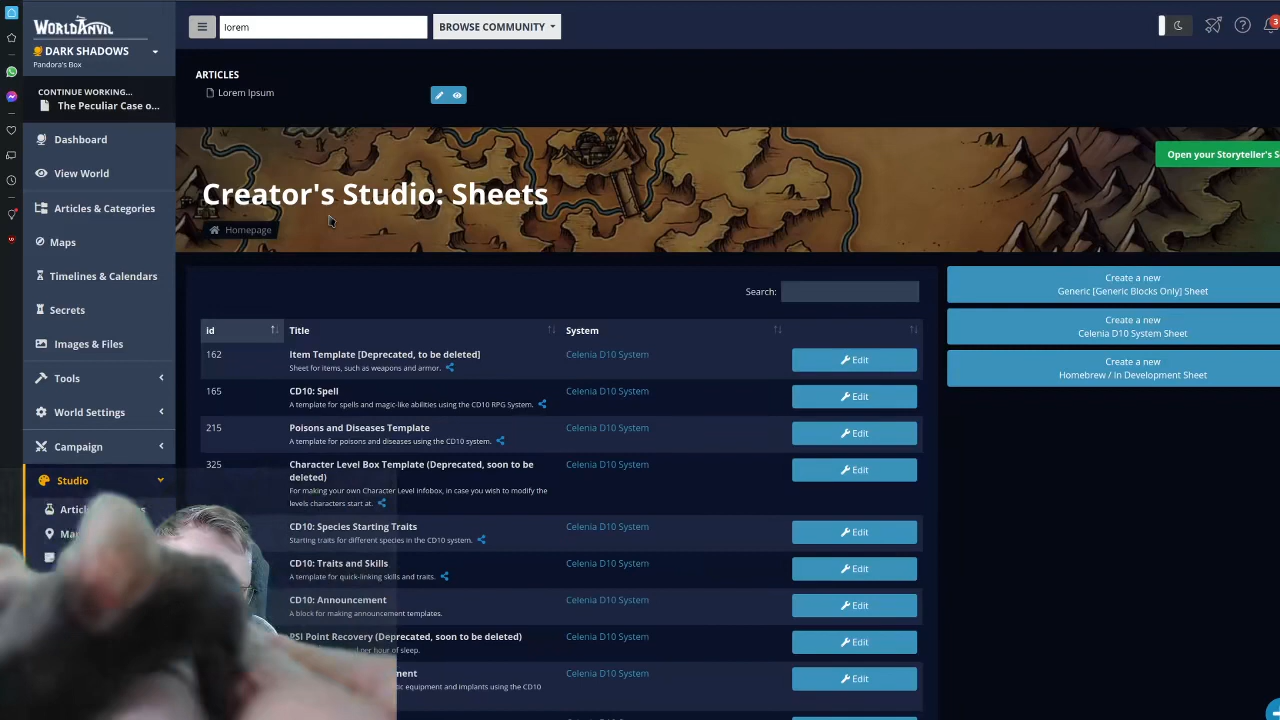 WORLDANVIL
lorem
BROWSE COMMUNITY
3
DARK SHADOWS
Pandora's Box
CONTINUE WORKING...
The Peculiar Case o...
Dashboard
View World
Articles & Categories
Maps
Timelines & Calendars
Secrets
Images & Files
Tools
World Settings
Campaign
Studio
ARTICLES
Lorem Ipsum
Open your Storyteller's S
Creator's Studio: Sheets
Homepage
Search:
id Title System
162 Item Template [Deprecated, to be deleted] Celenia D10 System Edit
Sheet for items, such as weapons and armor.
165 CD10: Spell Celenia D10 System Edit
A template for spells and magic-like abilities using the CD10 RPG System.
215 Poisons and Diseases Template Celenia D10 System Edit
A template for poisons and diseases using the CD10 system.
325 Character Level Box Template (Deprecated, soon to be Celenia D10 System Edit
deleted)
For making your own Character Level infobox, in case you wish to modify the
levels characters start at.
CD10: Species Starting Traits Celenia D10 System Edit
Starting traits for different species in the CD10 system.
CD10: Traits and Skills Celenia D10 System Edit
A template for quick-linking skills and traits.
CD10: Announcement Celenia D10 System Edit
A block for making announcement templates.
PSI Point Recovery (Deprecated, soon to be deleted) Celenia D10 System Edit
per hour of sleep.
Celenia D10 System Edit
equipment and implants using the CD10
Create a new
Generic [Generic Blocks Only] Sheet
Create a new
Celenia D10 System Sheet
Create a new
Homebrew / In Development Sheet